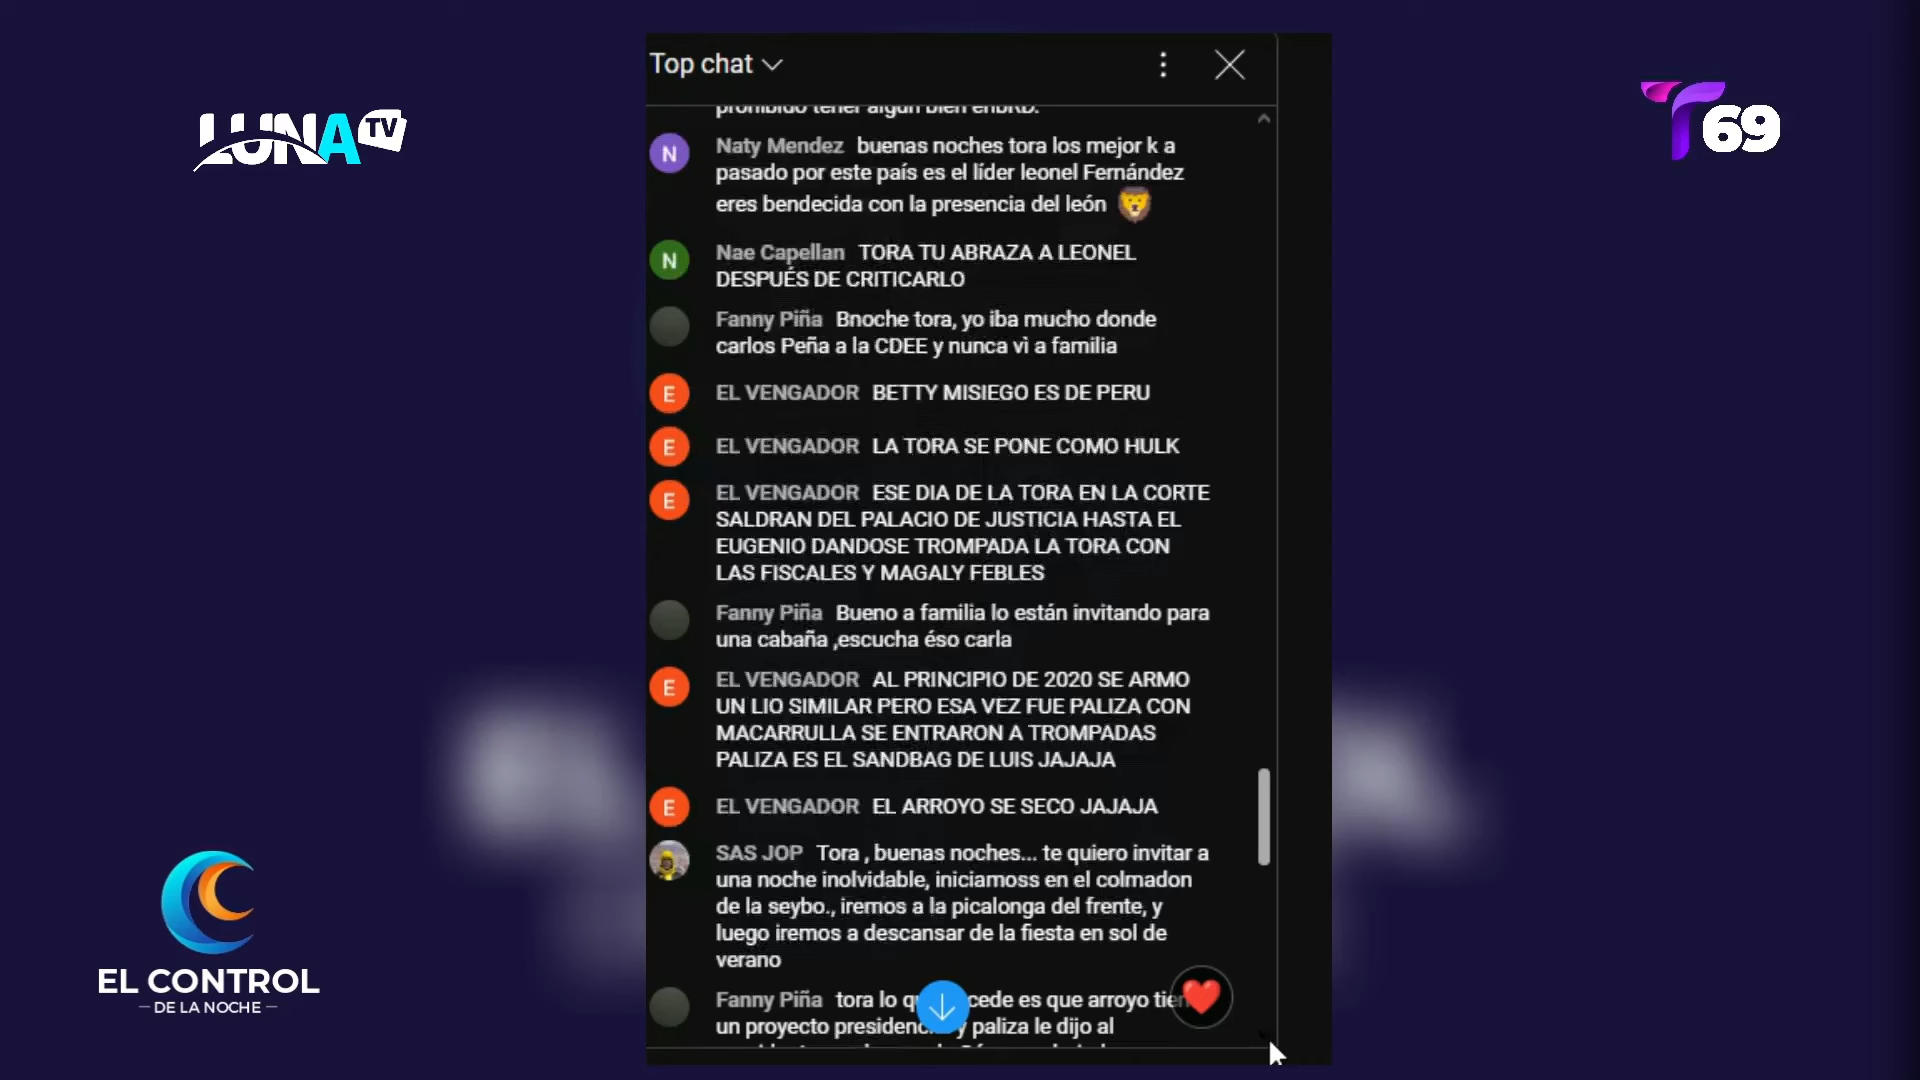 Top chat
LUNA TV
T 69
prohibido tener algun bien enBRD.
N Naty Mendez buenas noches tora los mejor k a
pasado por este país es el líder leonel Fernández
eres bendecida con la presencia del león
N Nae Capellan TORA TU ABRAZA A LEONEL
DESPUÉS DE CRITICARLO
Fanny Piña Bnoche tora, yo iba mucho donde
carlos Peña a la CDEE y nunca vì a familia
E EL VENGADOR BETTY MISIEGO ES DE PERU
E EL VENGADOR LA TORA SE PONE COMO HULK
E EL VENGADOR ESE DIA DE LA TORA EN LA CORTE
SALDRAN DEL PALACIO DE JUSTICIA HASTA EL
EUGENIO DANDOSE TROMPADA LA TORA CON
LAS FISCALES Y MAGALY FEBLES
Fanny Piña Bueno a familia lo están invitando para
una cabaña ,escucha éso carla
E EL VENGADOR AL PRINCIPIO DE 2020 SE ARMO
UN LIO SIMILAR PERO ESA VEZ FUE PALIZA CON
MACARRULLA SE ENTRARON A TROMPADAS
PALIZA ES EL SANDBAG DE LUIS JAJAJA
E EL VENGADOR EL ARROYO SE SECO JAJAJA
SAS JOP Tora , buenas noches... te quiero invitar a
una noche inolvidable, iniciamoss en el colmadon
de la seybo., iremos a la picalonga del frente, y
luego iremos a descansar de la fiesta en sol de
verano
Fanny Piña tora lo cede es que arroyo tien
un proyecto presidenc y paliza le dijo al
EL CONTROL
DE LA NOCHE